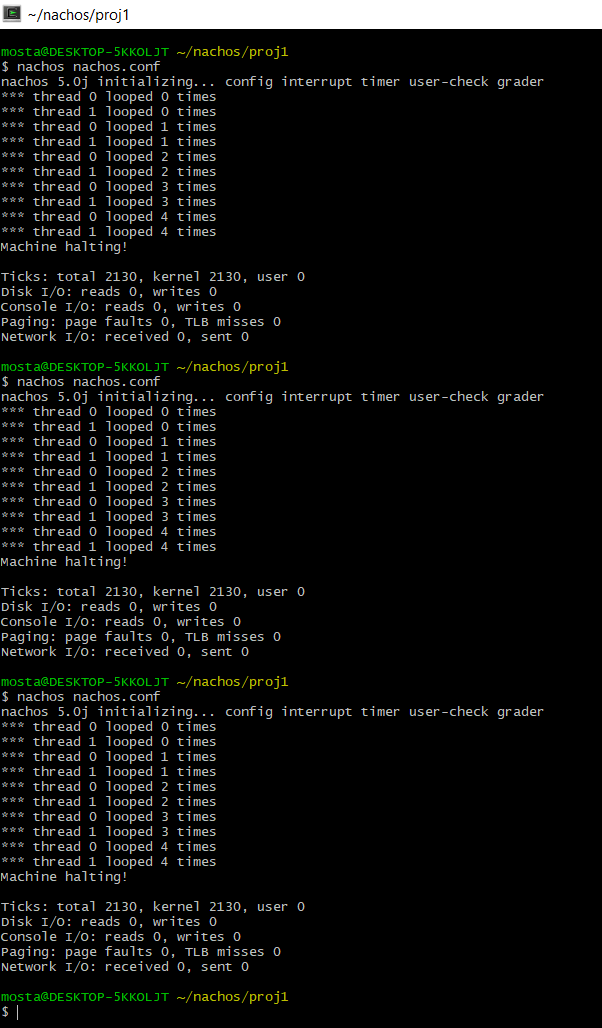 ~/nachos/proj1
mosta@DESKTOP-5KKOLJT ~/nachos/proj1
$ nachos nachos.conf
nachos 5.0j initializing... config interrupt timer user-check grader
*** thread 0 looped 0 times
*** thread 1 looped 0 times
*** thread 0 looped 1 times
*** thread 1 looped 1 times
*** thread 0 looped 2 times
*** thread 1 looped 2 times
*** thread 0 looped 3 times
*** thread 1 looped 3 times
*** thread 0 looped 4 times
*** thread 1 looped 4 times
Machine halting!
Ticks: total 2130, kernel 2130, user 0
Disk I/O: reads 0, writes 0
Console I/O: reads 0, writes 0
Paging: page faults 0, TLB misses 0
Network I/O: received 0, sent 0
mosta@DESKTOP-5KKOLJT ~/nachos/proj1
$ nachos nachos.conf
nachos 5.0j initializing... config interrupt timer user-check grader
*** thread 0 looped 0 times
*** thread 1 looped 0 times
*** thread 0 looped 1 times
*** thread 1 looped 1 times
*** thread 0 looped 2 times
*** thread 1 looped 2 times
*** thread 0 looped 3 times
*** thread 1 looped 3 times
*** thread 0 looped 4 times
*** thread 1 looped 4 times
Machine halting!
Ticks: total 2130, kernel 2130, user 0
Disk I/O: reads 0, writes 0
Console I/O: reads 0, writes 0
Paging: page faults 0, TLB misses 0
Network I/O: received 0, sent 0
mosta@DESKTOP-5KKOLJT ~/nachos/proj1
$ nachos nachos.conf
nachos 5.0j initializing... config interrupt timer user-check grader
*** thread 0 looped 0 times
*** thread 1 looped 0 times
*** thread 0 looped 1 times
*** thread 1 looped 1 times
*** thread 0 looped 2 times
*** thread 1 looped 2 times
*** thread 0 looped 3 times
*** thread 1 looped 3 times
*** thread 0 looped 4 times
*** thread 1 looped 4 times
Machine halting!
Ticks: total 2130, kernel 2130, user 0
Disk I/O: reads 0, writes 0
Console I/O: reads 0, writes 0
Paging: page faults 0, TLB misses 0
Network I/O: received 0, sent 0
mosta@DESKTOP-5KKOLJT ~/nachos/proj1
$